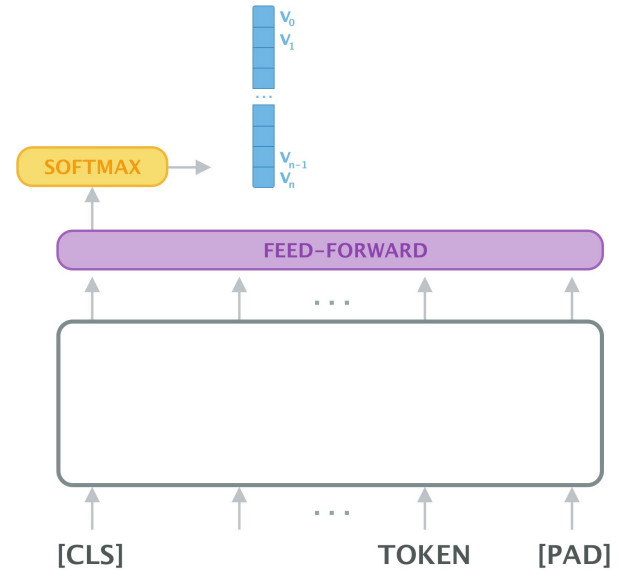 V0
V1
...
Vn-1
Vn
SOFTMAX
FEED-FORWARD
...
...
[CLS] TOKEN [PAD]